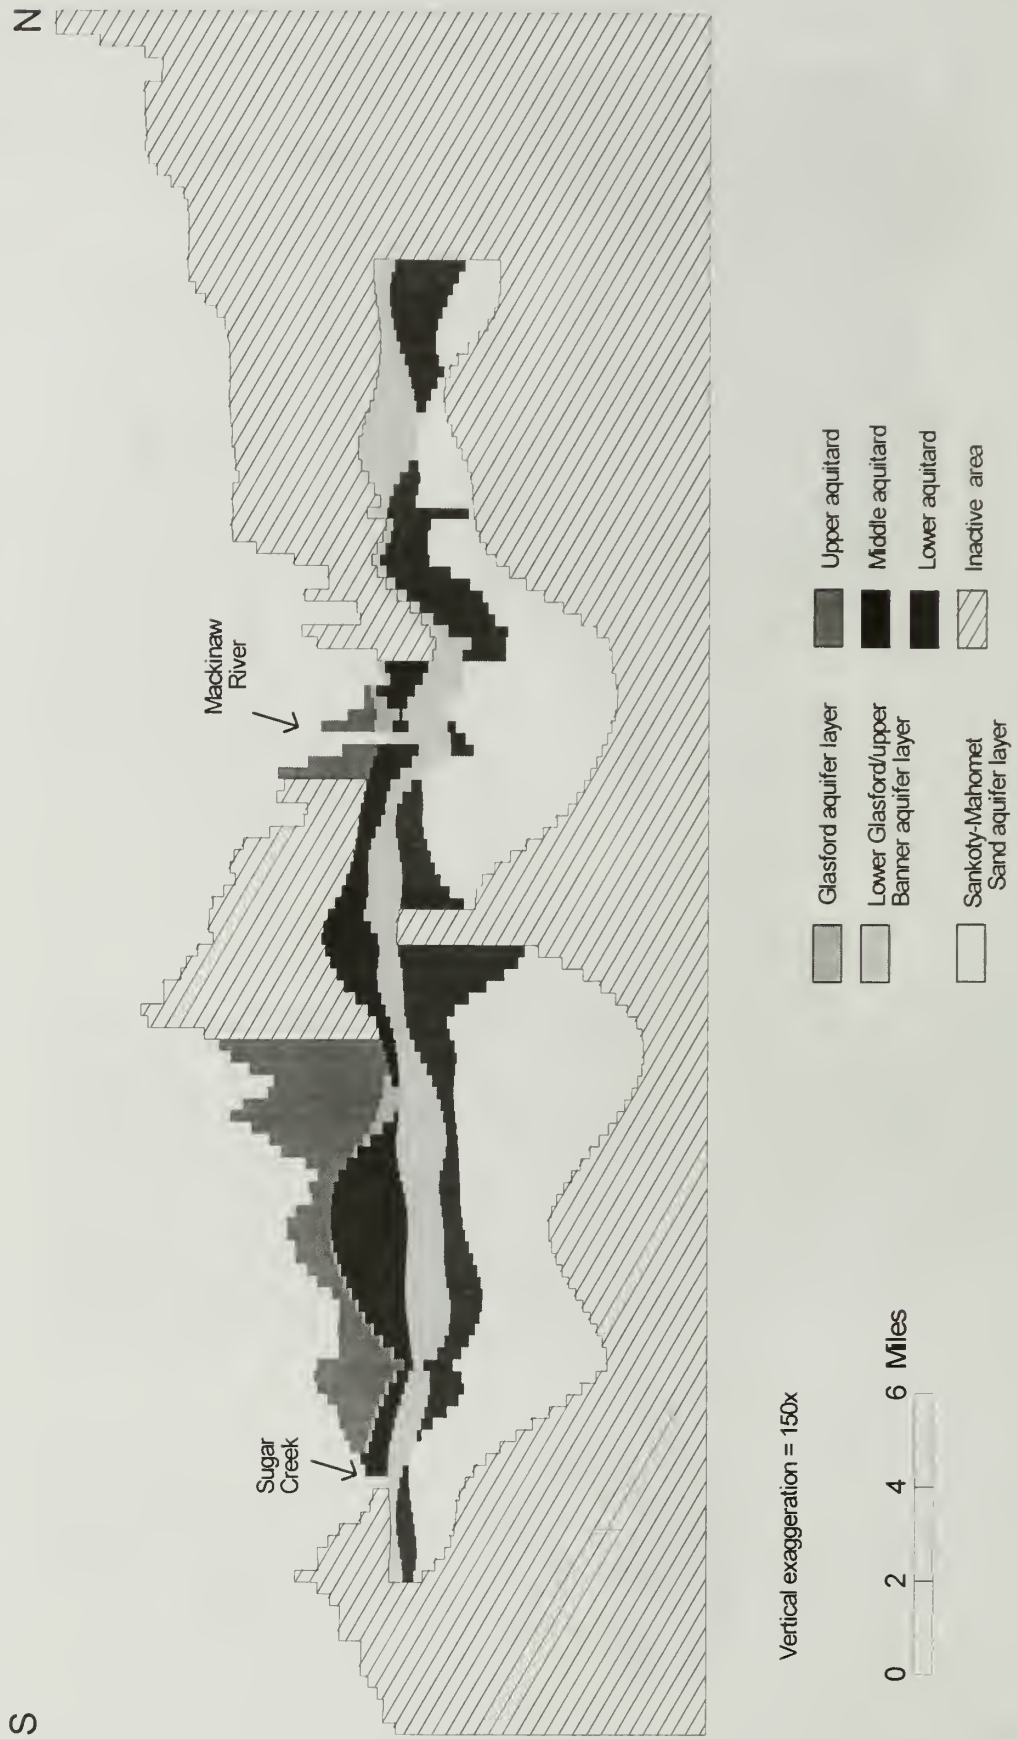 S
N
Sugar
Creek
Mackinaw
River
Vertical exaggeration = 150x
0 2 4 6 Miles
Glasford aquifer layer
Lower Glasford/upper
Banner aquifer layer
Sankoty-Mahomet
Sand aquifer layer
Upper aquitard
Middle aquitard
Lower aquitard
Inactive area